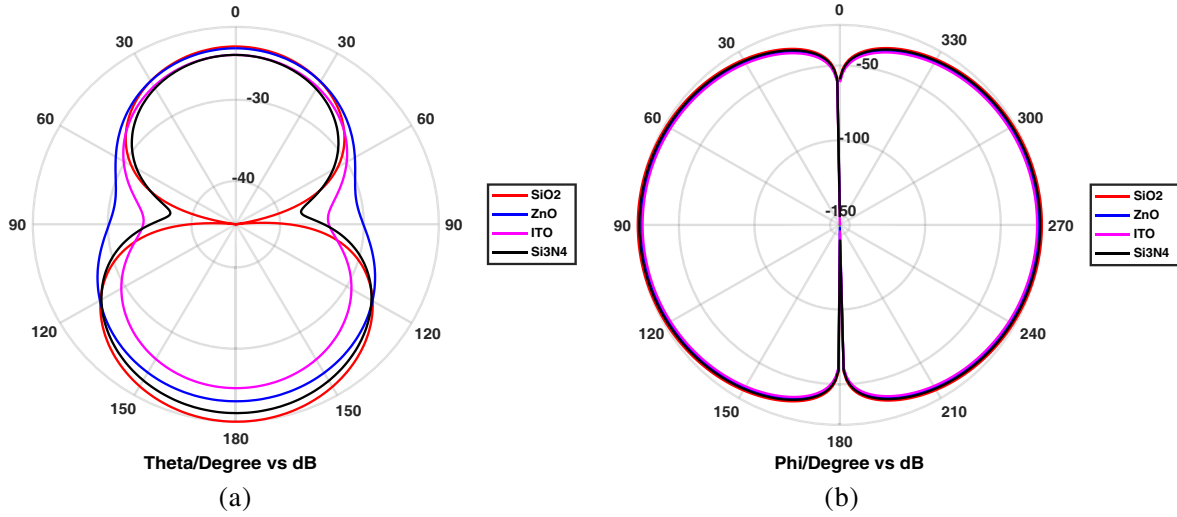 0
30
30
-30
60
60
-40
90
90
120
120
150
150
180
Theta/Degree vs dB
(a)
SiO2
ZnO
ITO
Si3N4
0
30
330
-50
60
300
-100
-150
90
270
120
240
150
210
180
Phi/Degree vs dB
(b)
SiO2
ZnO
ITO
Si3N4